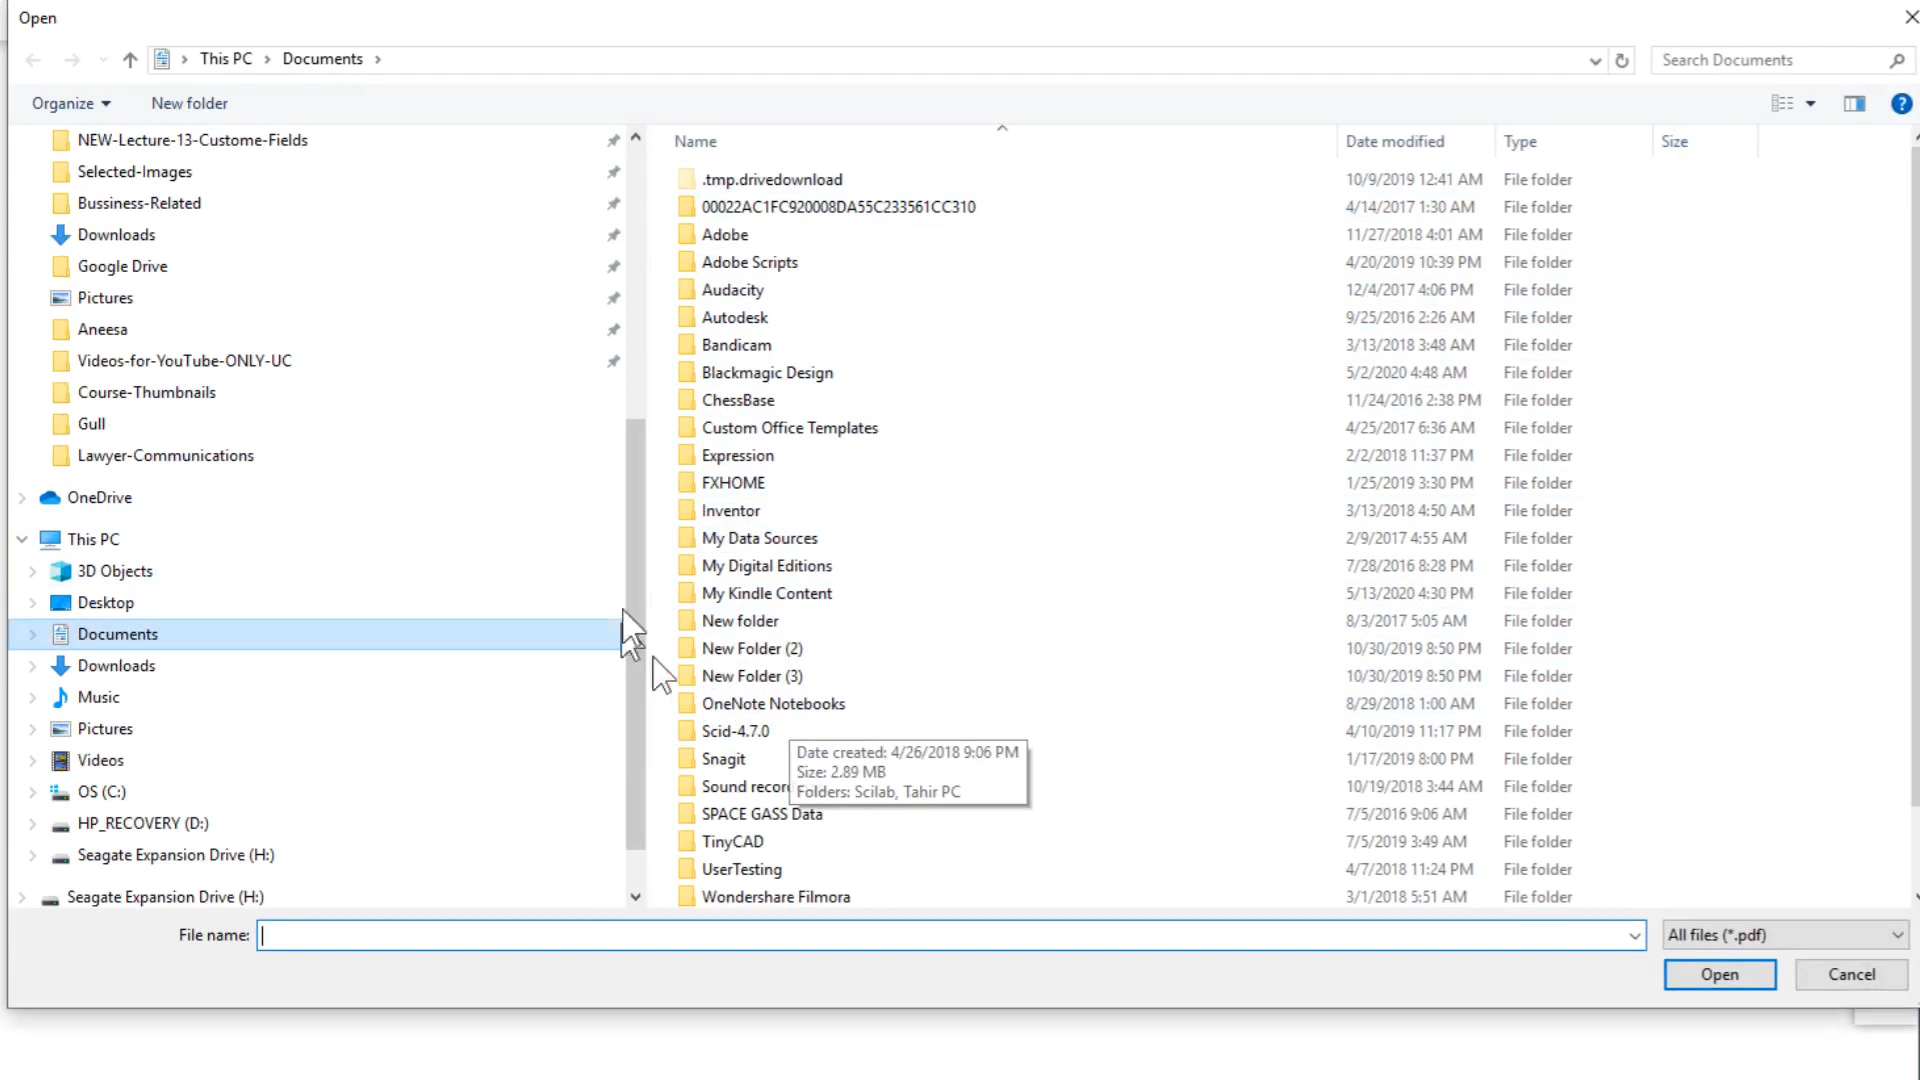 Open
This PC > Documents >
Search Documents
Organize
New folder
NEW-Lecture-13-Custome-Fields
Selected-Images
Bussiness-Related
Downloads
Google Drive
Pictures
Aneesa
Videos-for-YouTube-ONLY-UC
Course-Thumbnails
Gull
Lawyer-Communications
OneDrive
This PC
3D Objects
Desktop
Documents
Downloads
Music
Pictures
Videos
OS (C:)
HP_RECOVERY (D:)
Seagate Expansion Drive (H:)
Seagate Expansion Drive (H:)
Name Date modified Type Size
.tmp.drivedownload 10/9/2019 12:41 AM File folder
00022AC1FC920008DA55C233561CC310 4/14/2017 1:30 AM File folder
Adobe 11/27/2018 4:01 AM File folder
Adobe Scripts 4/20/2019 10:39 PM File folder
Audacity 12/4/2017 4:06 PM File folder
Autodesk 9/25/2016 2:26 AM File folder
Bandicam 3/13/2018 3:48 AM File folder
Blackmagic Design 5/2/2020 4:48 AM File folder
ChessBase 11/24/2016 2:38 PM File folder
Custom Office Templates 4/25/2017 6:36 AM File folder
Expression 2/2/2018 11:37 PM File folder
FXHOME 1/25/2019 3:30 PM File folder
Inventor 3/13/2018 4:50 AM File folder
My Data Sources 2/9/2017 4:55 AM File folder
My Digital Editions 7/28/2016 8:28 PM File folder
My Kindle Content 5/13/2020 4:30 PM File folder
New folder 8/3/2017 5:05 AM File folder
New Folder (2) 10/30/2019 8:50 PM File folder
New Folder (3) 10/30/2019 8:50 PM File folder
OneNote Notebooks 8/29/2018 1:00 AM File folder
Scid-4.7.0 4/10/2019 11:17 PM File folder
Snagit 1/17/2019 8:00 PM File folder
Sound recor 10/19/2018 3:44 AM File folder
SPACE GASS Data 7/5/2016 9:06 AM File folder
TinyCAD 7/5/2019 3:49 AM File folder
UserTesting 4/7/2018 11:24 PM File folder
Wondershare Filmora 3/1/2018 5:51 AM File folder
Date created: 4/26/2018 9:06 PM
Size: 2.89 MB
Folders: Scilab, Tahir PC
File name:
All files (*.pdf)
Open
Cancel